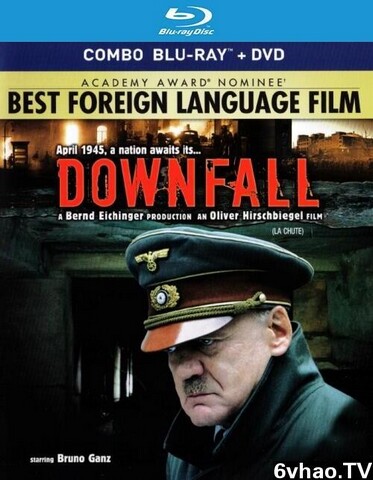 Blu-ray Disc
COMBO BLU-RAY™ + DVD
ACADEMY AWARD® NOMINEE
BEST FOREIGN LANGUAGE FILM
April 1945, a nation awaits its...
DOWNFALL
A Bernd Eichinger PRODUCTION AN Oliver Hirschbiegel FILM
(LA CHUTE)
starring Bruno Ganz
6vhao.TV